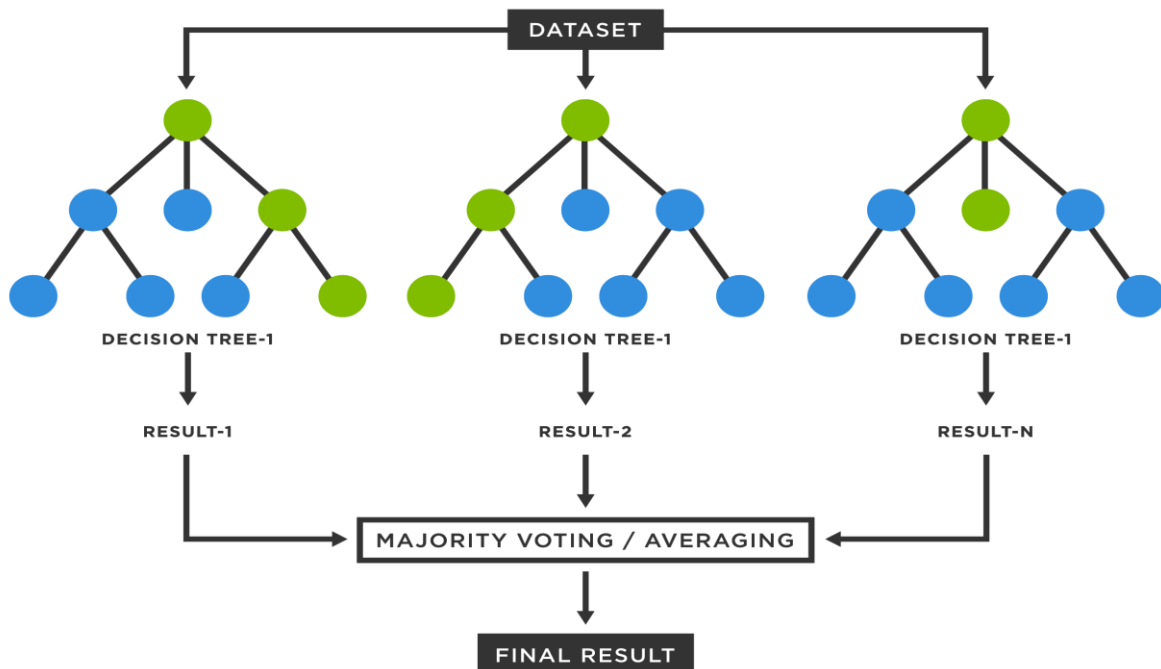 DATASET
DECISION TREE-1
DECISION TREE-1
DECISION TREE-1
RESULT-1
RESULT-2
RESULT-N
MAJORITY VOTING / AVERAGING
FINAL RESULT